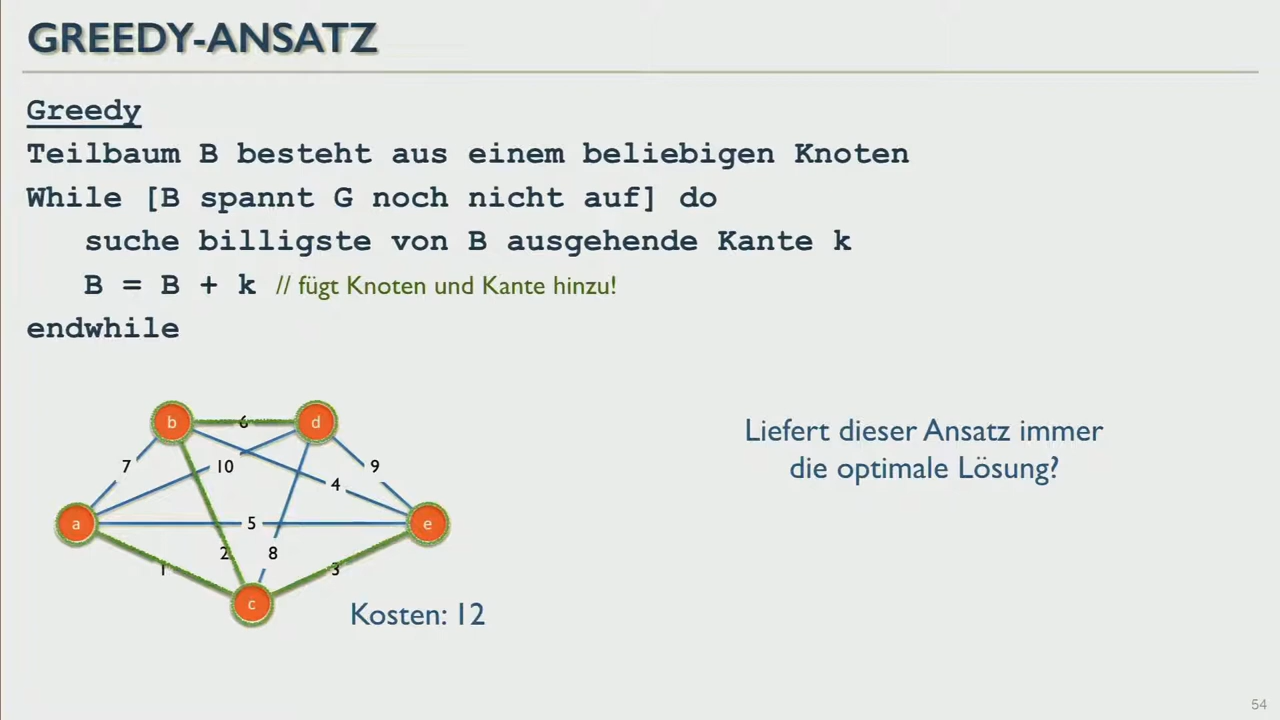 GREEDY-ANSATZ
Greedy
Teilbaum B besteht aus einem beliebigen Knoten
While [B spannt G noch nicht auf] do
suche billigste von B ausgehende Kante k
B = B + k // fügt Knoten und Kante hinzu!
endwhile
b 6 d
7 10 4 9
a 5 e
1 2 8 3
c
Kosten: 12
Liefert dieser Ansatz immer
die optimale Lösung?
54